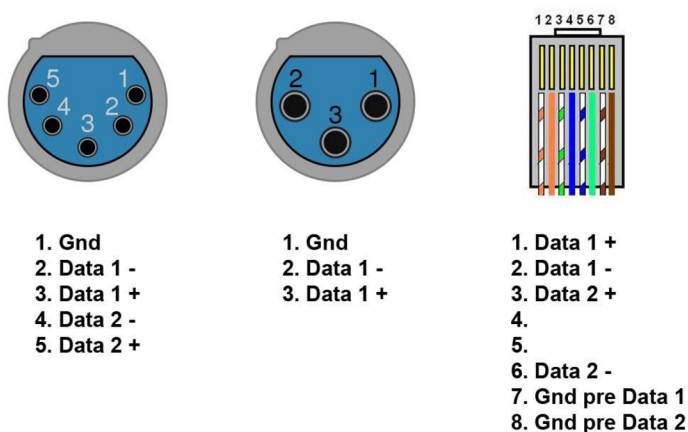 12345678
5 1
4 2
3
2 1
3
1. Gnd
2. Data 1 -
3. Data 1 +
4. Data 2 -
5. Data 2 +
1. Gnd
2. Data 1 -
3. Data 1 +
1. Data 1 +
2. Data 1 -
3. Data 2 +
4.
5.
6. Data 2 -
7. Gnd pre Data 1
8. Gnd pre Data 2